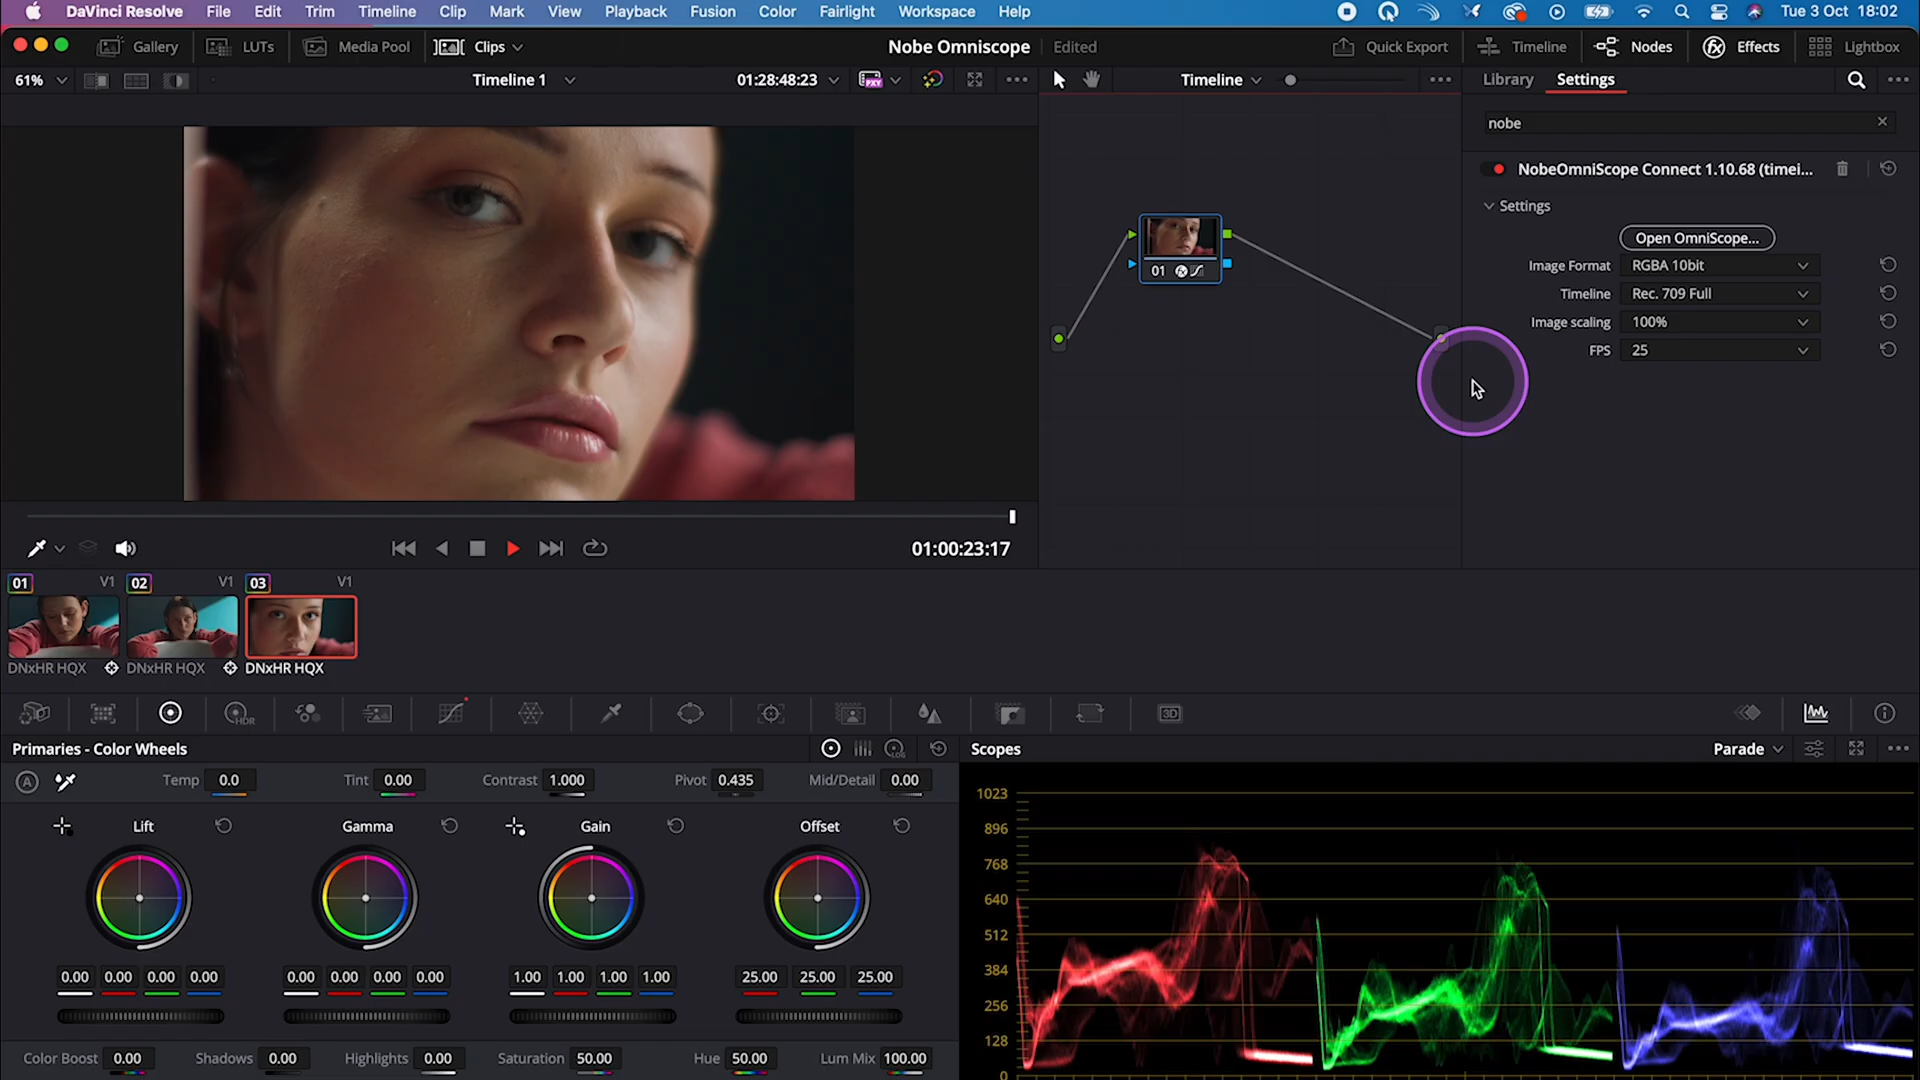 DaVinci Resolve File Edit Trim Timeline Clip Mark View Playback Fusion Color Fairlight Workspace Help Tue 3 Oct 18:02
Gallery LUTs Media Pool Clips Nobe Omniscope Edited Quick Export Timeline Nodes Effects Lightbox
61% Timeline 1 01:28:48:23 PXY Timeline Library Settings
nobe
NobeOmniScope Connect 1.10.68 (timei...
Settings
Open OmniScope...
Image Format RGBA 10bit
Timeline Rec. 709 Full
Image scaling 100%
FPS 25
01
01:00:23:17
01 V1 02 V1 03 V1
DNxHR HQX DNxHR HQX DNxHR HQX
HDR 3D
Primaries - Color Wheels LOG Scopes Parade
A Temp 0.0 Tint 0.00 Contrast 1.000 Pivot 0.435 Mid/Detail 0.00
Lift Gamma Gain Offset
0.00 0.00 0.00 0.00 0.00 0.00 0.00 0.00 1.00 1.00 1.00 1.00 25.00 25.00 25.00
Color Boost 0.00 Shadows 0.00 Highlights 0.00 Saturation 50.00 Hue 50.00 Lum Mix 100.00
1023
896
768
640
512
384
256
128
0